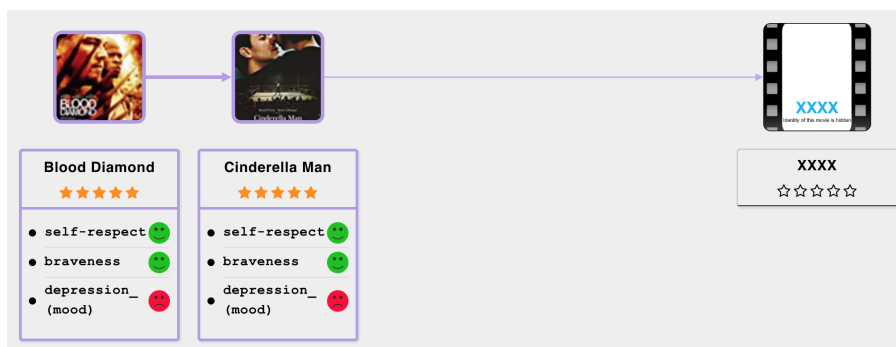 BLOOD
DIAMOND
Cinderella Man
XXXX
Identity of this movie is hidden
Blood Diamond
Cinderella Man
XXXX
self-respect
self-respect
braveness
braveness
depression_
(mood)
depression_
(mood)